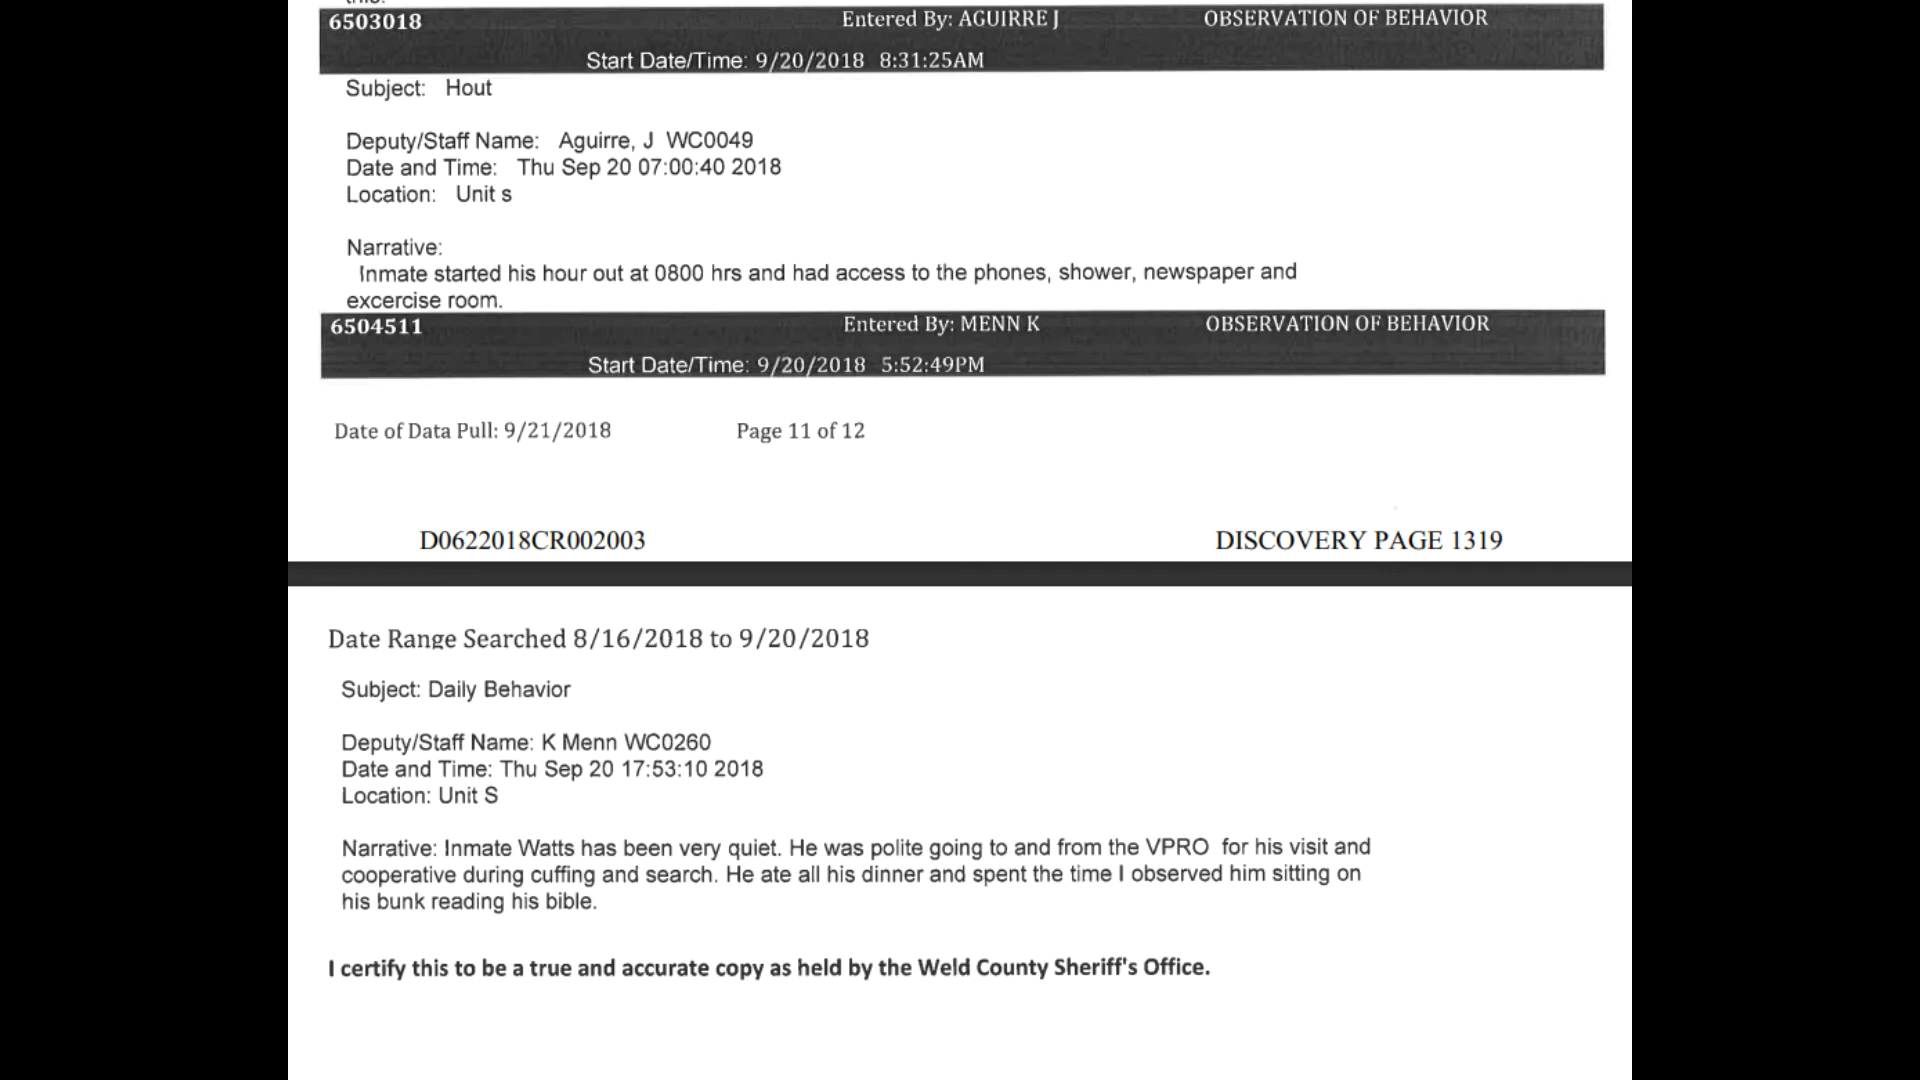 6503018 Entered By: AGUIRRE J OBSERVATION OF BEHAVIOR
Start Date/Time: 9/20/2018 8:31:25AM
Subject: Hout
Deputy/Staff Name: Aguirre, J WC0049
Date and Time: Thu Sep 20 07:00:40 2018
Location: Unit s
Narrative:
Inmate started his hour out at 0800 hrs and had access to the phones, shower, newspaper and
excercise room.
6504511 Entered By: MENN K OBSERVATION OF BEHAVIOR
Start Date/Time: 9/20/2018 5:52:49PM
Date of Data Pull: 9/21/2018 Page 11 of 12
D0622018CR002003 DISCOVERY PAGE 1319
Date Range Searched 8/16/2018 to 9/20/2018
Subject: Daily Behavior
Deputy/Staff Name: K Menn WC0260
Date and Time: Thu Sep 20 17:53:10 2018
Location: Unit S
Narrative: Inmate Watts has been very quiet. He was polite going to and from the VPRO for his visit and
cooperative during cuffing and search. He ate all his dinner and spent the time I observed him sitting on
his bunk reading his bible.
I certify this to be a true and accurate copy as held by the Weld County Sheriff's Office.